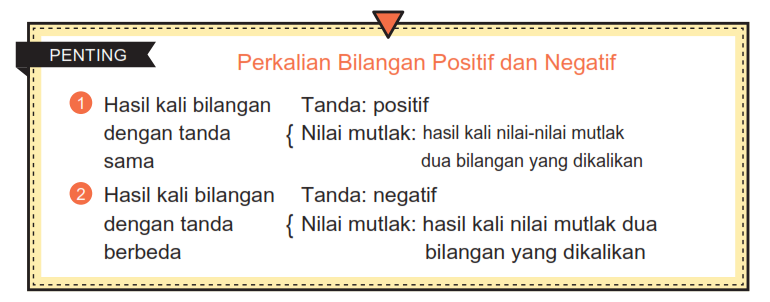 PENTING
Perkalian Bilangan Positif dan Negatif
1 Hasil kali bilangan dengan tanda sama
{ Tanda: positif
Nilai mutlak: hasil kali nilai-nilai mutlak
dua bilangan yang dikalikan
2 Hasil kali bilangan dengan tanda berbeda
{ Tanda: negatif
Nilai mutlak: hasil kali nilai mutlak dua
bilangan yang dikalikan